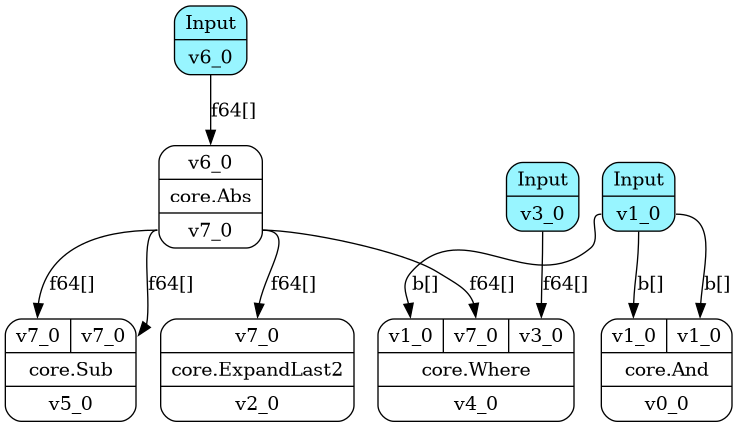 Input
v6_0
f64[]
v6_0
core.Abs
v7_0
Input
v3_0
Input
v1_0
f64[]
f64[]
f64[]
f64[]
b[]
f64[]
b[]
b[]
v7_0 v7_0
core.Sub
v5_0
v7_0
core.ExpandLast2
v2_0
v1_0 v7_0 v3_0
core.Where
v4_0
v1_0 v1_0
core.And
v0_0